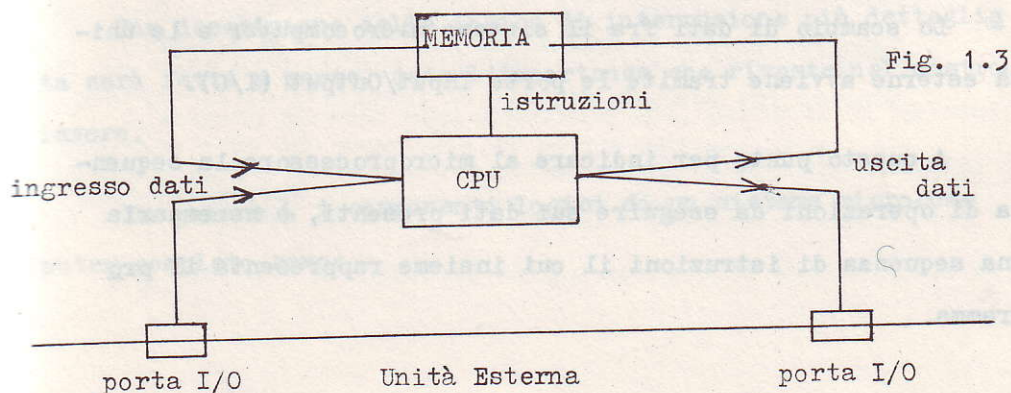 MEMORIA
Fig. 1.3
istruzioni
ingresso dati
CPU
uscita
dati
porta I/O
Unità Esterna
porta I/O